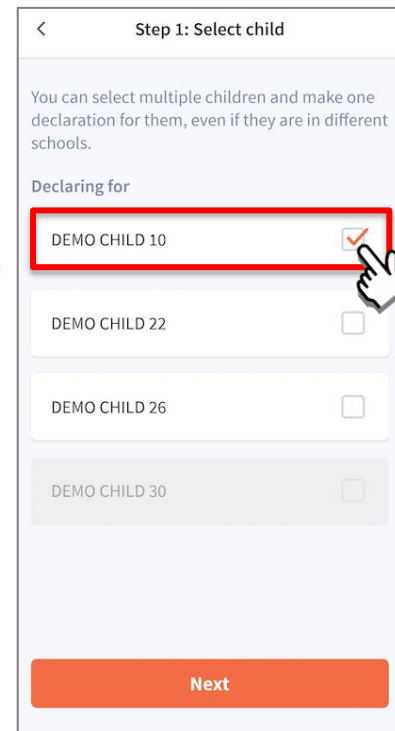 Step 1: Select child
You can select multiple children and make one
declaration for them, even if they are in different
schools.
Declaring for
DEMO CHILD 10
DEMO CHILD 22
DEMO CHILD 26
DEMO CHILD 30
Next